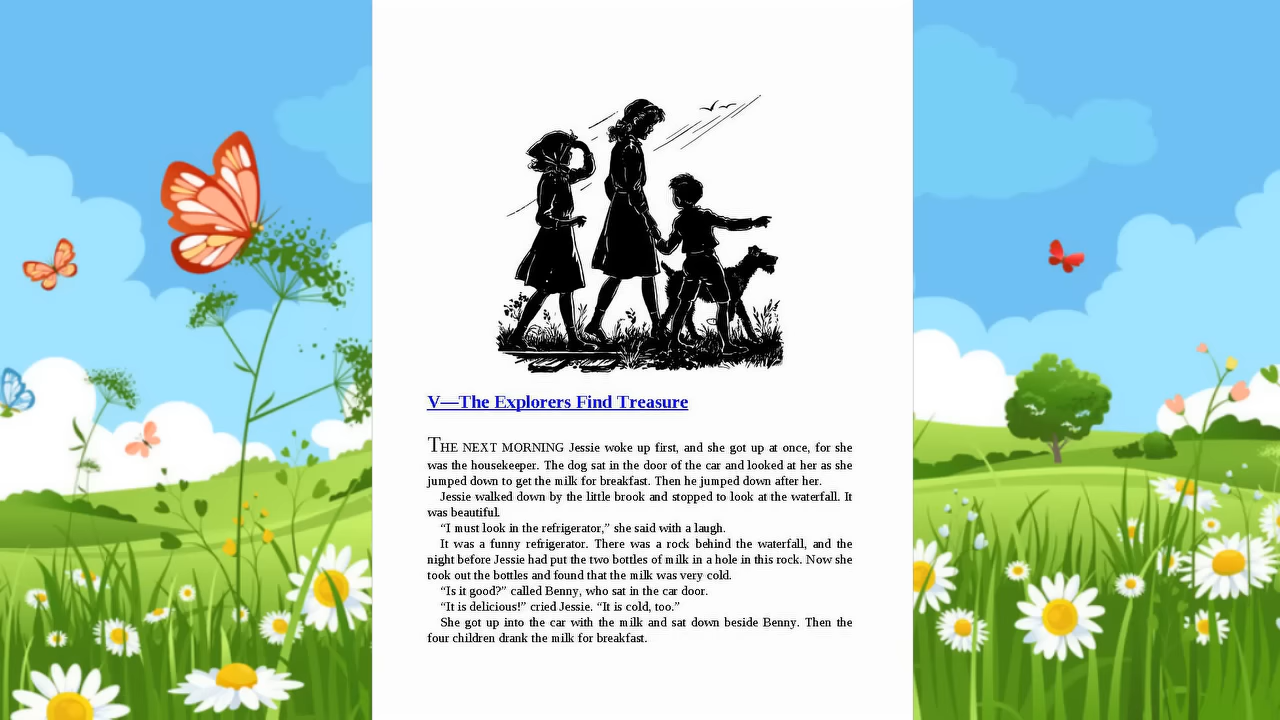 V—The Explorers Find Treasure
THE NEXT MORNING Jessie woke up first, and she got up at once, for she
was the housekeeper. The dog sat in the door of the car and looked at her as she
jumped down to get the milk for breakfast. Then he jumped down after her.
Jessie walked down by the little brook and stopped to look at the waterfall. It
was beautiful.
“I must look in the refrigerator,” she said with a laugh.
It was a funny refrigerator. There was a rock behind the waterfall, and the
night before Jessie had put the two bottles of milk in a hole in this rock. Now she
took out the bottles and found that the milk was very cold.
“Is it good?” called Benny, who sat in the car door.
“It is delicious!” cried Jessie. “It is cold, too.”
She got up into the car with the milk and sat down beside Benny. Then the
four children drank the milk for breakfast.